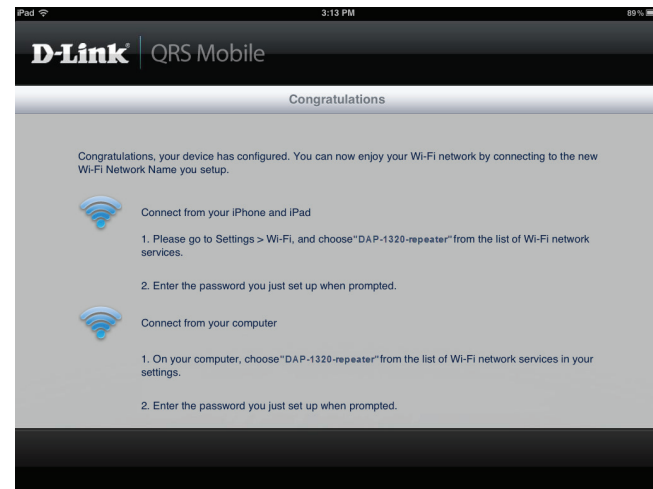 iPad 3:13 PM 89%
D-Link® QRS Mobile
Congratulations
Congratulations, your device has configured. You can now enjoy your Wi-Fi network by connecting to the new
Wi-Fi Network Name you setup.
Connect from your iPhone and iPad
1. Please go to Settings > Wi-Fi, and choose"DAP-1320-repeater"from the list of Wi-Fi network
services.
2. Enter the password you just set up when prompted.
Connect from your computer
1. On your computer, choose"DAP-1320-repeater"from the list of Wi-Fi network services in your
settings.
2. Enter the password you just set up when prompted.